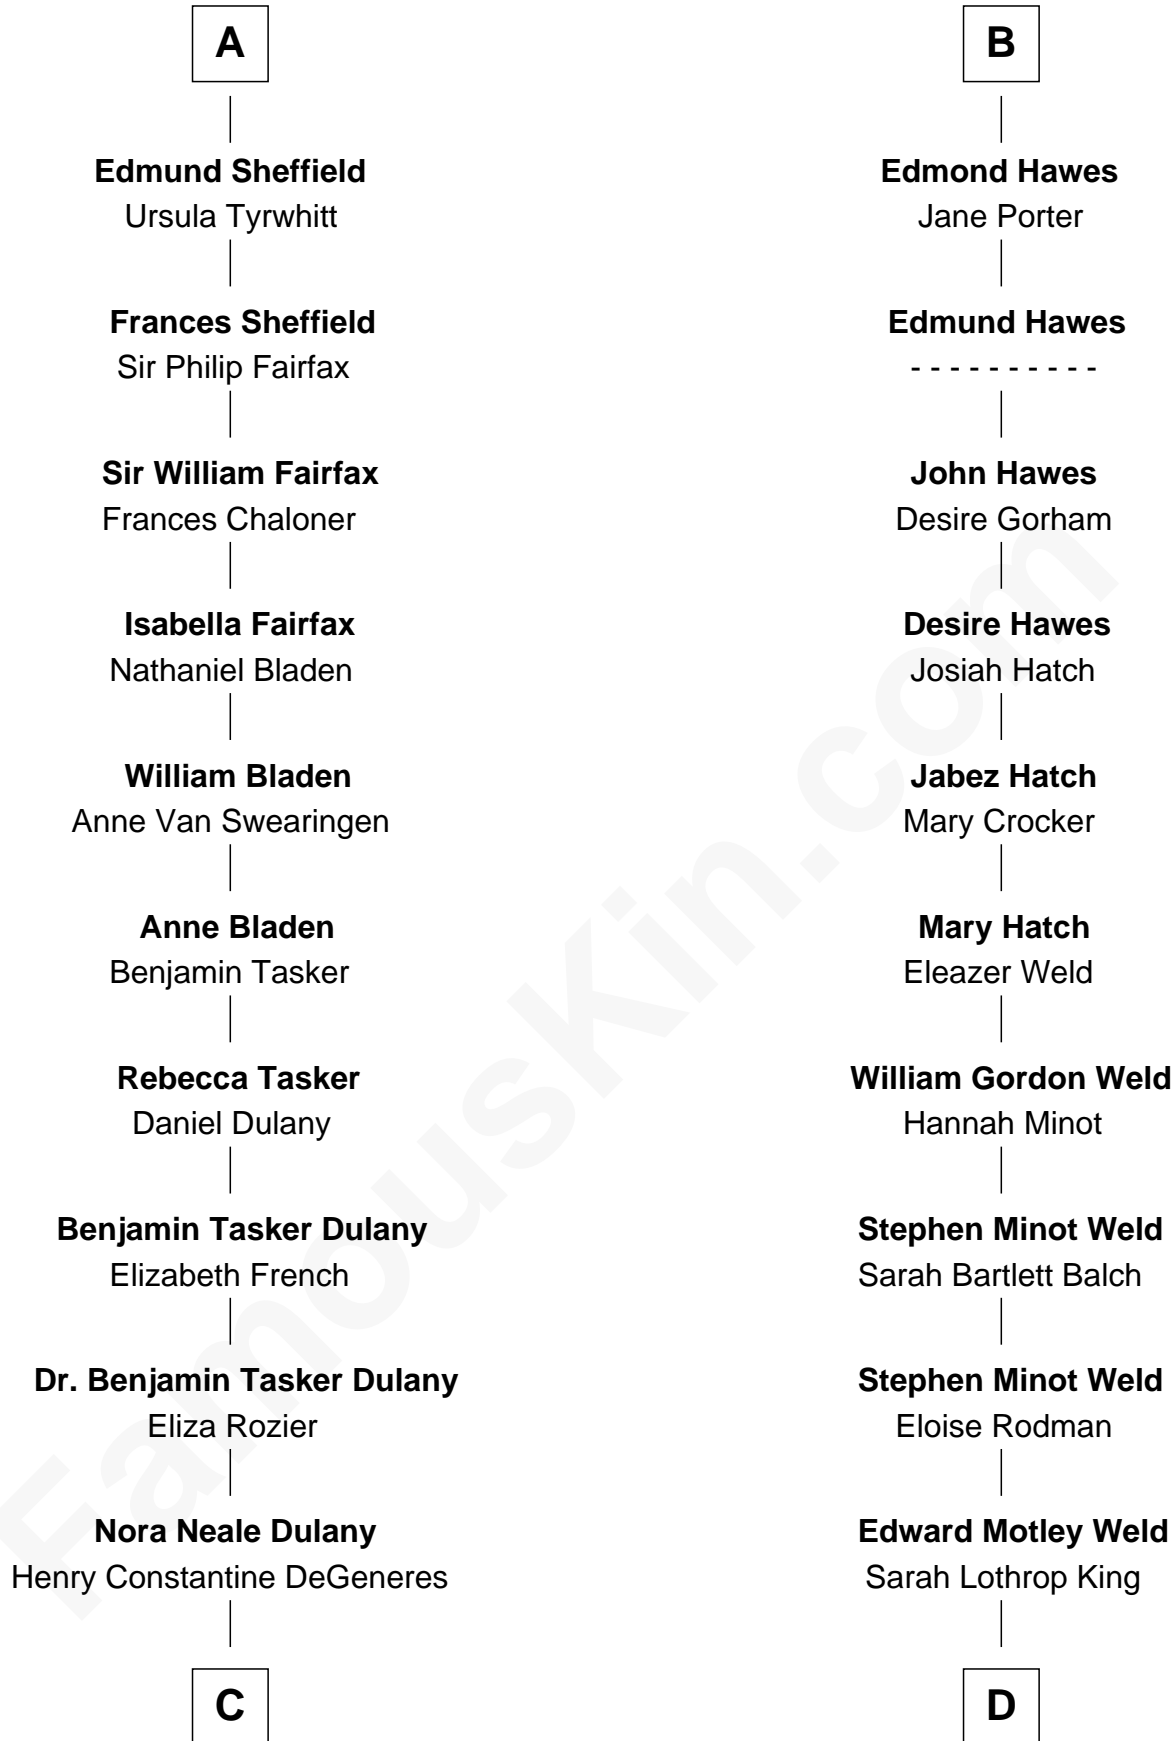 A
Edmund Sheffield
Ursula Tyrwhitt
Frances Sheffield
Sir Philip Fairfax
Sir William Fairfax
Frances Chaloner
Isabella Fairfax
Nathaniel Bladen
William Bladen
Anne Van Swearingen
Anne Bladen
Benjamin Tasker
Rebecca Tasker
Daniel Dulany
Benjamin Tasker Dulany
Elizabeth French
Dr. Benjamin Tasker Dulany
Eliza Rozier
Nora Neale Dulany
Henry Constantine DeGeneres
C
B
Edmond Hawes
Jane Porter
Edmund Hawes
- - - - - - - - - -
John Hawes
Desire Gorham
Desire Hawes
Josiah Hatch
Jabez Hatch
Mary Crocker
Mary Hatch
Eleazer Weld
William Gordon Weld
Hannah Minot
Stephen Minot Weld
Sarah Bartlett Balch
Stephen Minot Weld
Eloise Rodman
Edward Motley Weld
Sarah Lothrop King
D
FamousKin.com